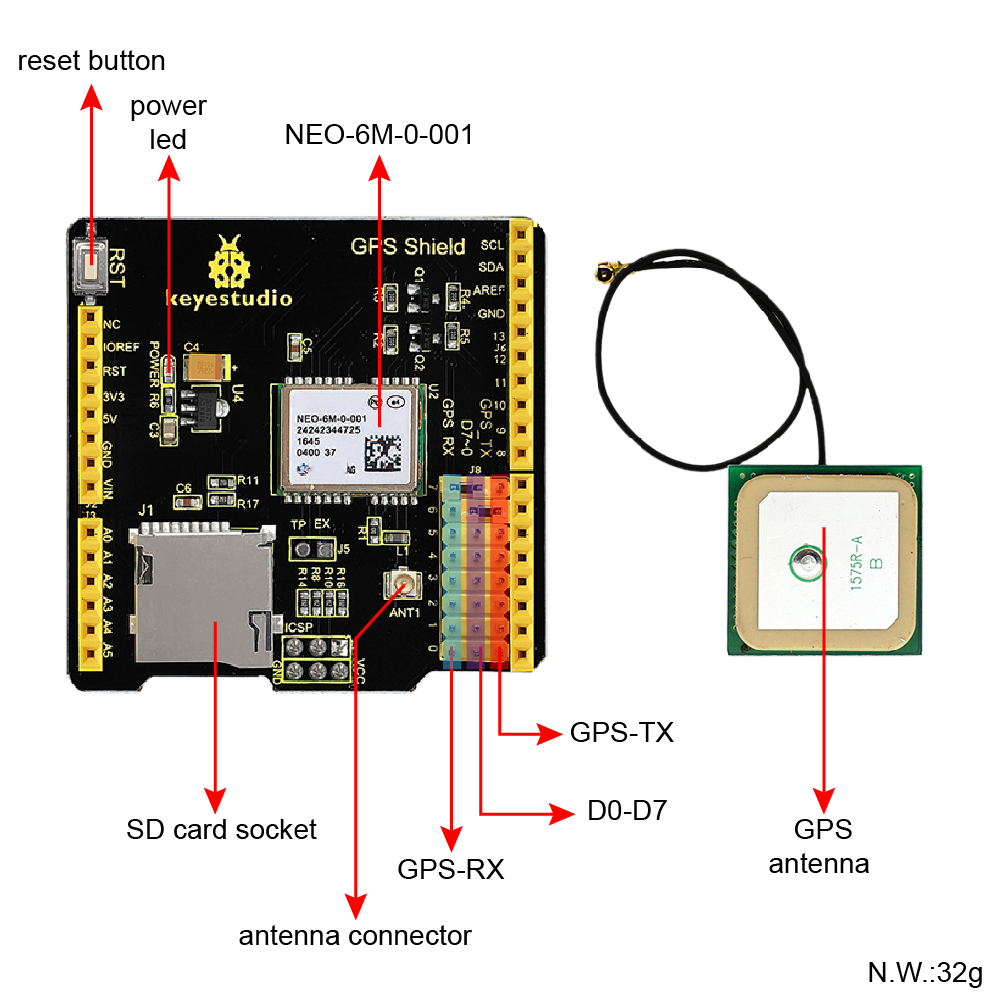 reset button
power
led
NEO-6M-0-001
RST
keyestudio
GPS Shield
SCL
SDA
AREF
GND
13
J6
12
11
10
9
8
NC
IOREF
RST
3V3
5V
GND
VIN
J2
J3
POWER
R6
C3
C4
+
U4
C5
Q1
R4
Q2
R5
U2
NEO-6M-0-001
24242344725
1645
0400 37
GPS_RX
D7~0
GPS_TX
J8
7
6
5
4
3
2
1
0
C6
R11
R17
J1
A0
A1
A2
A3
A4
A5
TP EX
J5
R1
L1
ANT1
R14
R8
R10
R16
ICSP
GND
VCC
1575R-A
B
GPS-TX
D0-D7
SD card socket
GPS-RX
GPS
antenna
antenna connector
N.W.:32g